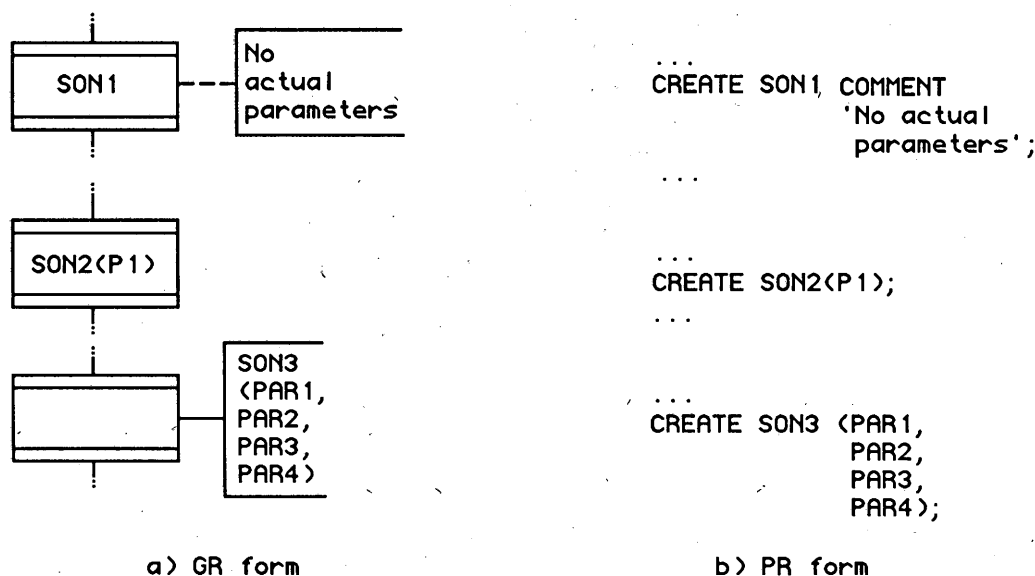 SON1
No
actual
parameters
SON2(P1)
SON3
(PAR1,
PAR2,
PAR3,
PAR4)
a) GR form
...
CREATE SON1 COMMENT
'No actual
parameters';
...
...
CREATE SON2(P1);
...
...
CREATE SON3 (PAR1,
PAR2,
PAR3,
PAR4);
b) PR form